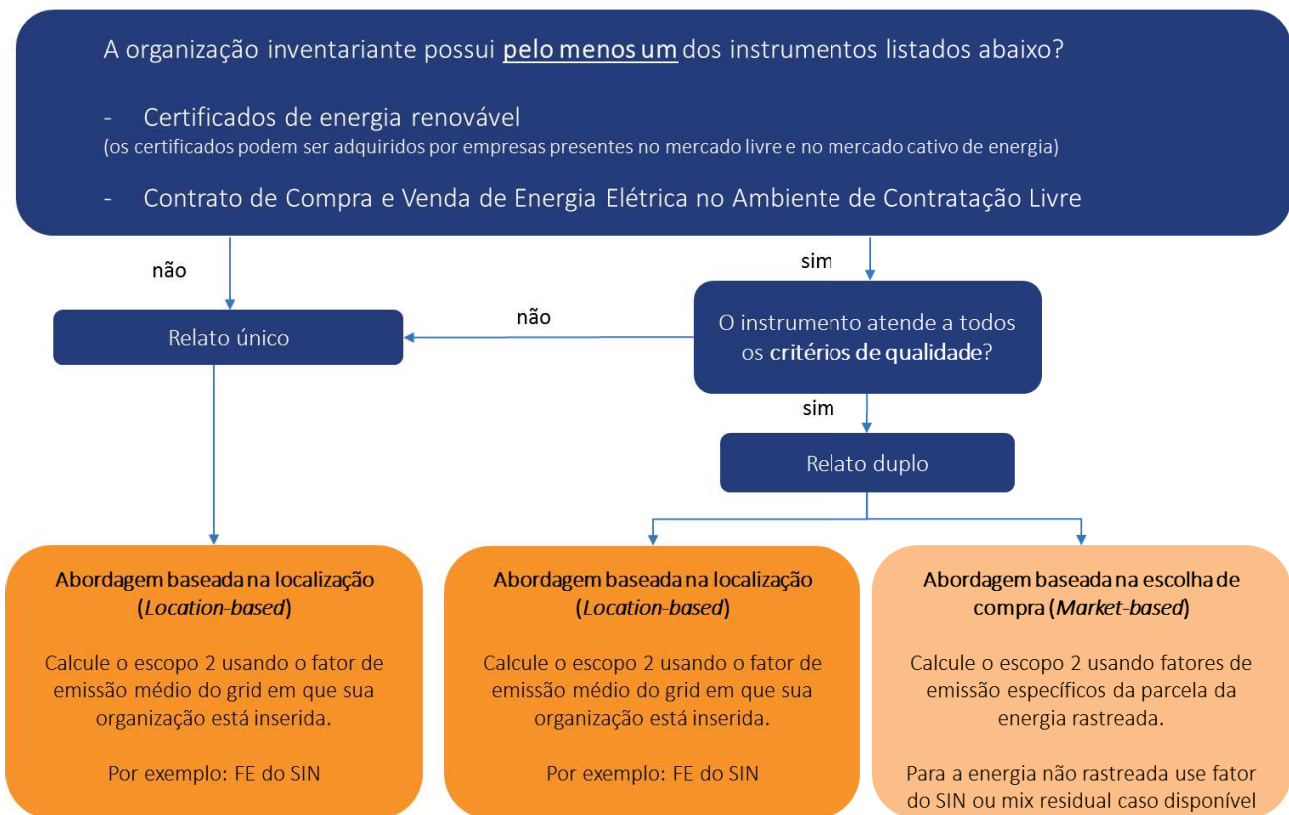 A organização inventariante possui pelo menos um dos instrumentos listados abaixo?
- Certificados de energia renovável
(os certificados podem ser adquiridos por empresas presentes no mercado livre e no mercado cativo de energia)
- Contrato de Compra e Venda de Energia Elétrica no Ambiente de Contratação Livre
não
sim
Relato único
não
O instrumento atende a todos
os critérios de qualidade?
sim
Relato duplo
Abordagem baseada na localização
(Location-based)
Calcule o escopo 2 usando o fator de
emissão médio do grid em que sua
organização está inserida.
Por exemplo: FE do SIN
Abordagem baseada na localização
(Location-based)
Calcule o escopo 2 usando o fator de
emissão médio do grid em que sua
organização está inserida.
Por exemplo: FE do SIN
Abordagem baseada na escolha de
compra (Market-based)
Calcule o escopo 2 usando fatores de
emissão específicos da parcela da
energia rastreada.
Para a energia não rastreada use fator
do SIN ou mix residual caso disponível